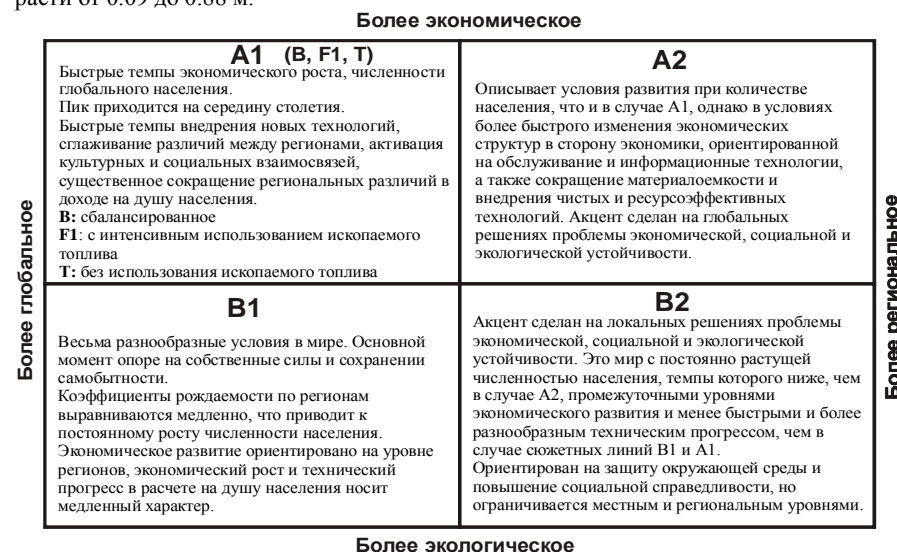 расти от 0.09 до 0.88 м.
Более экономическое
A1 (B, F1, T)
Быстрые темпы экономического роста, численности
глобального населения.
Пик приходится на середину столетия.
Быстрые темпы внедрения новых технологий,
сглаживание различий между регионами, активация
культурных и социальных взаимосвязей,
существенное сокращение региональных различий в
доходе на душу населения.
B: сбалансированное
F1: с интенсивным использованием ископаемого
топлива
T: без использования ископаемого топлива
A2
Описывает условия развития при количестве
населения, что и в случае A1, однако в условиях
более быстрого изменения экономических
структур в сторону экономики, ориентированной
на обслуживание и информационные технологии,
а также сокращение материалоемкости и
внедрения чистых и ресурсоэффективных
технологий. Акцент сделан на глобальных
решениях проблемы экономической, социальной и
экологической устойчивости.
Более глобальное
Более региональное
B1
Весьма разнообразные условия в мире. Основной
момент опоре на собственные силы и сохранении
самобытности.
Коэффициенты рождаемости по регионам
выравниваются медленно, что приводит к
постоянному росту численности населения.
Экономическое развитие ориентировано на уровне
регионов, экономический рост и технический
прогресс в расчете на душу населения носит
медленный характер.
B2
Акцент сделан на локальных решениях проблемы
экономической, социальной и экологической
устойчивости. Это мир с постоянно растущей
численностью населения, темпы которого ниже, чем
в случае A2, промежуточными уровнями
экономического развития и менее быстрыми и более
разнообразным техническим прогрессом, чем в
случае сюжетных линий B1 и A1.
Ориентирован на защиту окружающей среды и
повышение социальной справедливости, но
ограничивается местным и региональным уровнями.
Более экологическое